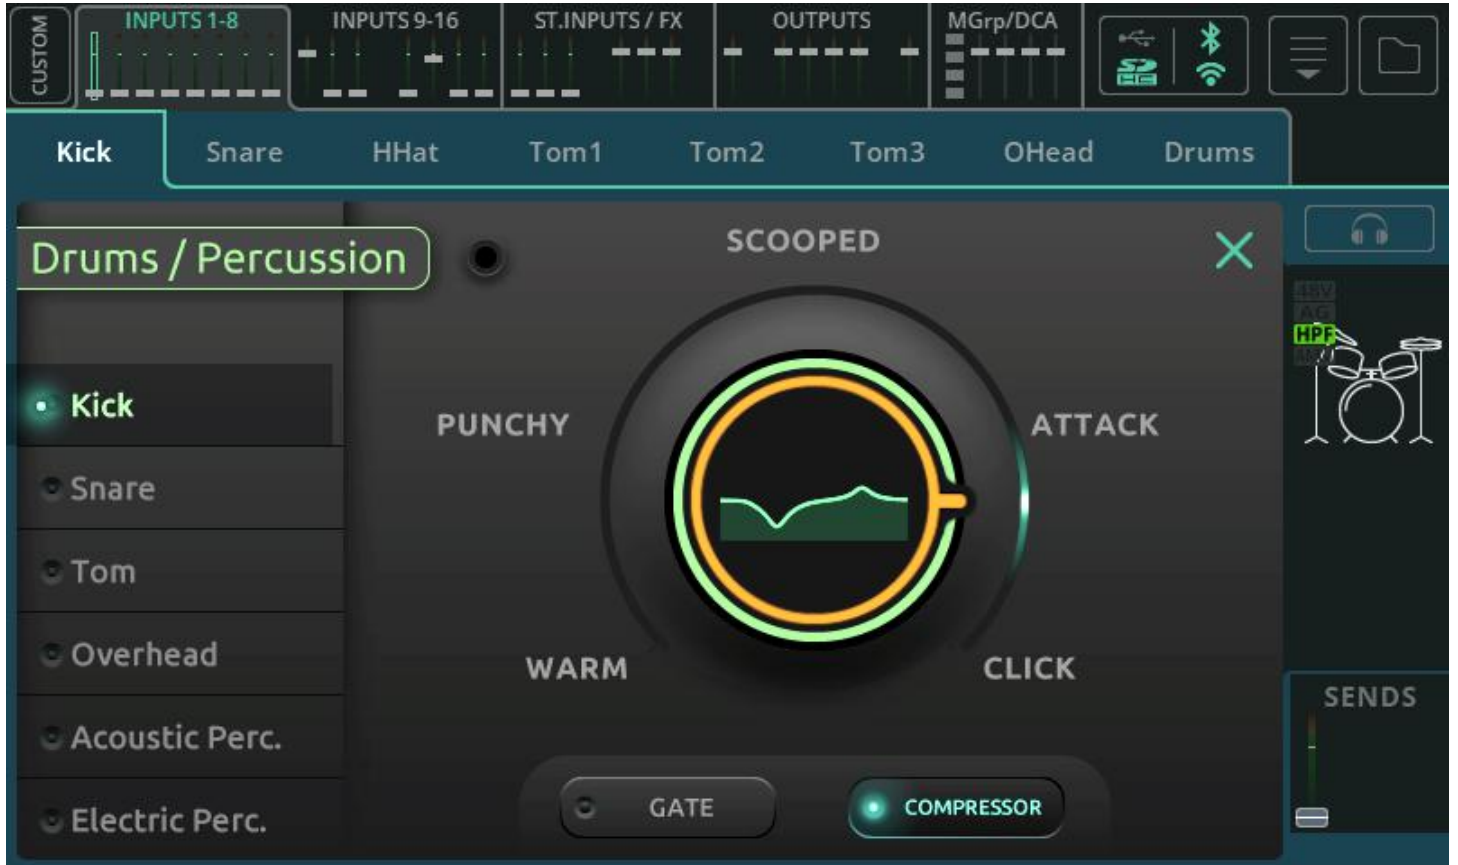 CUSTOM
INPUTS 1-8
INPUTS 9-16
ST.INPUTS / FX
OUTPUTS
MGrp/DCA
Kick
Snare
HHat
Tom1
Tom2
Tom3
OHead
Drums
Drums / Percussion
SCOOPED
48V
AG
HPF
Kick
PUNCHY
ATTACK
Snare
Tom
Overhead
WARM
CLICK
SENDS
Acoustic Perc.
GATE
COMPRESSOR
Electric Perc.